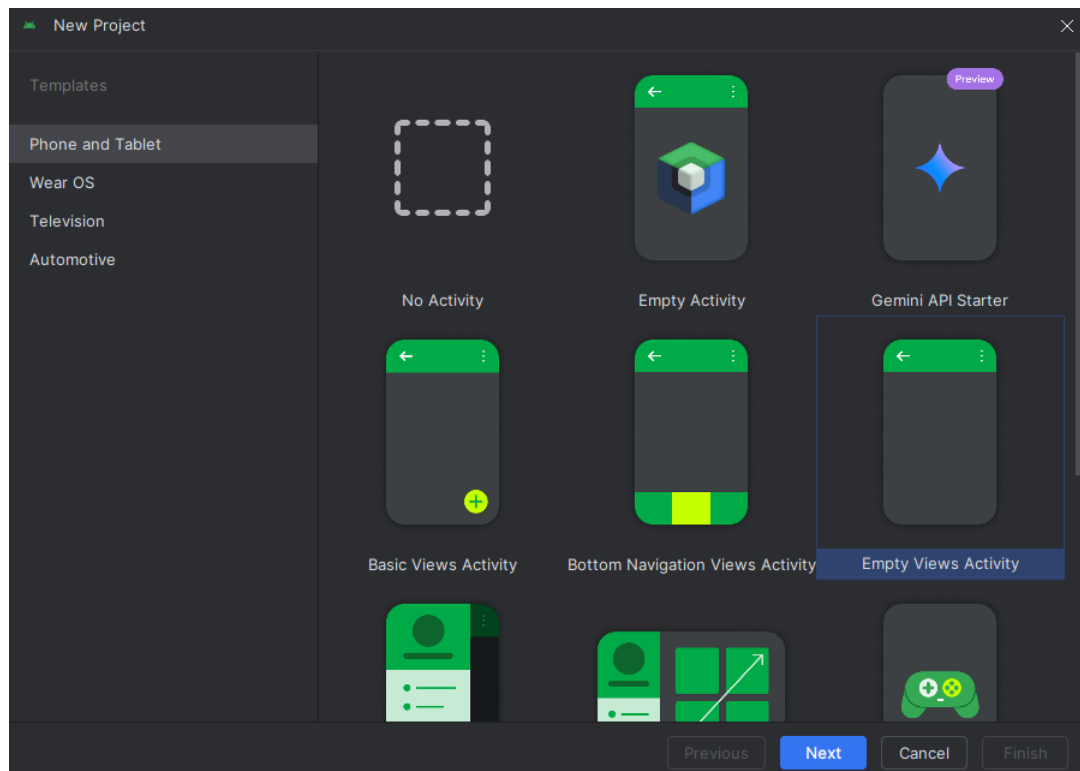 New Project
Templates
Phone and Tablet
Wear OS
Television
Automotive
Preview
No Activity
Empty Activity
Gemini API Starter
Basic Views Activity
Bottom Navigation Views Activity
Empty Views Activity
Previous
Next
Cancel
Finish